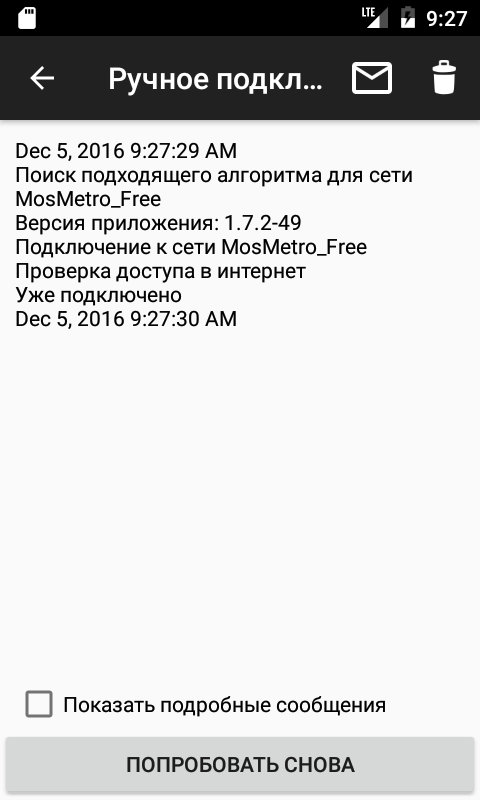 LTE 9:27
Ручное подкл...
Dec 5, 2016 9:27:29 AM
Поиск подходящего алгоритма для сети
MosMetro_Free
Версия приложения: 1.7.2-49
Подключение к сети MosMetro_Free
Проверка доступа в интернет
Уже подключено
Dec 5, 2016 9:27:30 AM
Показать подробные сообщения
ПОПРОБОВАТЬ СНОВА